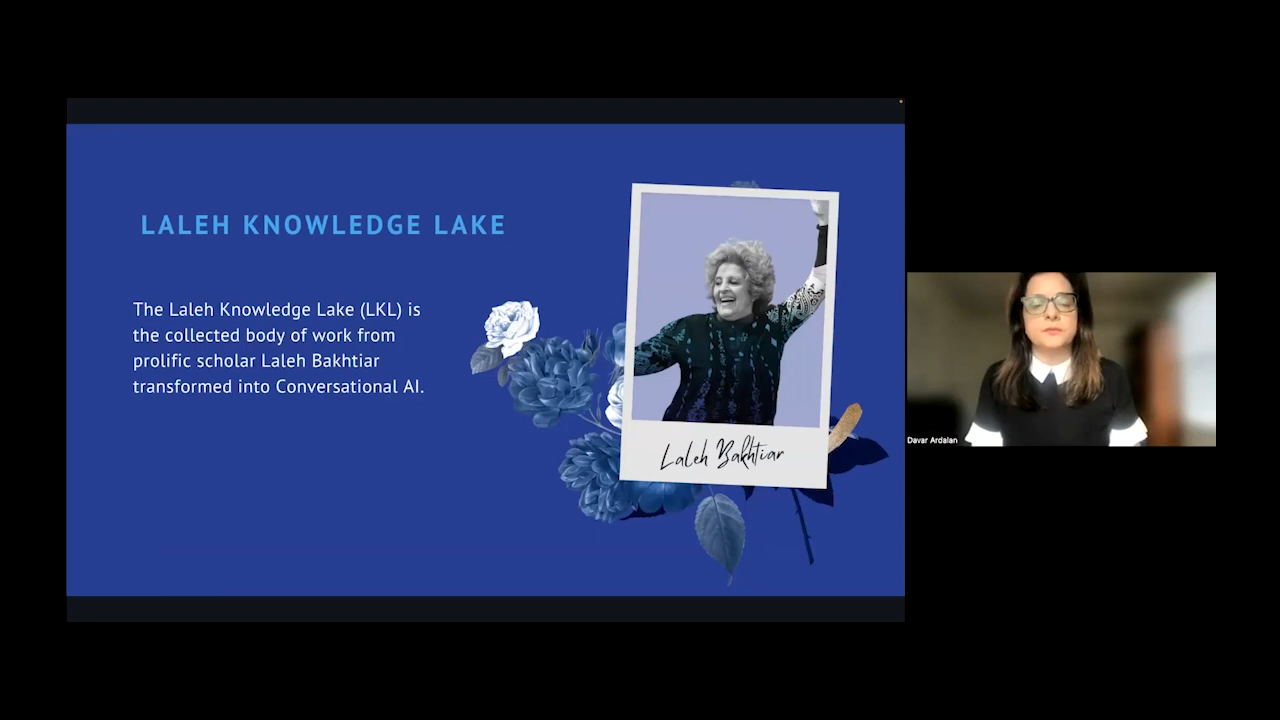 LALEH KNOWLEDGE LAKE
The Laleh Knowledge Lake (LKL) is
the collected body of work from
prolific scholar Laleh Bakhtiar
transformed into Conversational AI.
Laleh Bakhtiar
Davar Ardalan